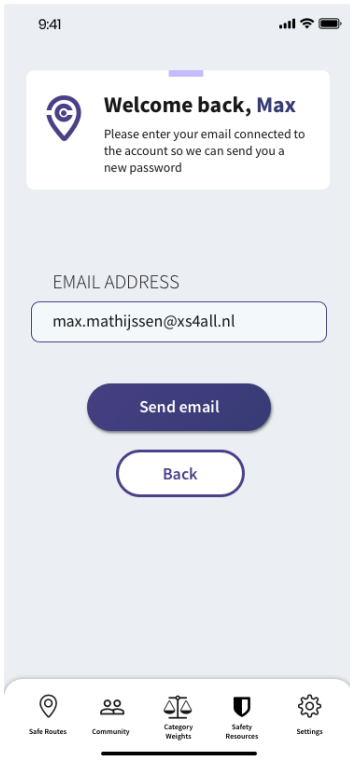 9:41
Welcome back, Max
Please enter your email connected to
the account so we can send you a
new password
EMAIL ADDRESS
max.mathijssen@xs4all.nl
Send email
Back
Safe Routes
Community
Category
Weights
Safety
Resources
Settings